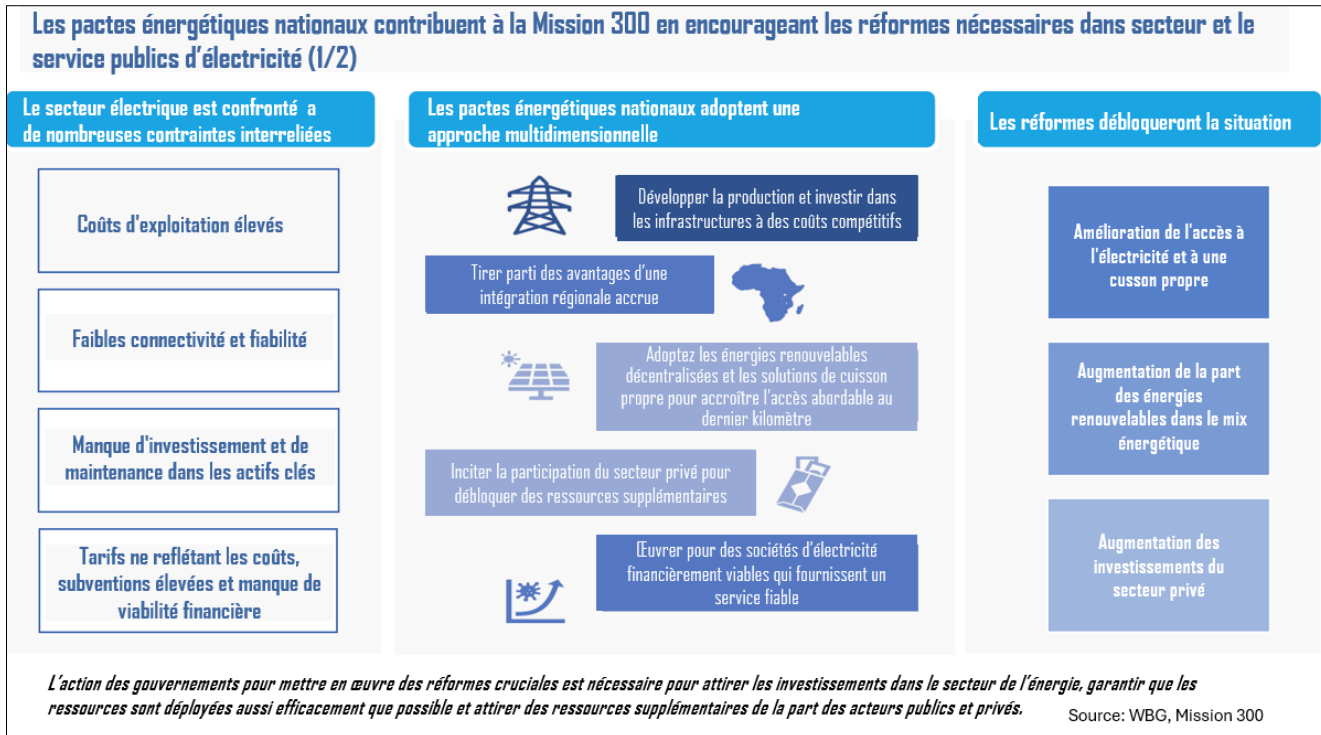 Les pactes énergétiques nationaux contribuent à la Mission 300 en encourageant les réformes nécessaires dans secteur et le
service publics d'électricité (1/2)
Le secteur électrique est confronté a
de nombreuses contraintes interreliées
Coûts d'exploitation élevés
Faibles connectivité et fiabilité
Manque d'investissement et de
maintenance dans les actifs clés
Tarifs ne reflétant les coûts,
subventions élevées et manque de
viabilité financière
Les pactes énergétiques nationaux adoptent une
approche multidimensionnelle
Développer la production et investir dans
les infrastructures à des coûts compétitifs
Tirer parti des avantages d'une
intégration régionale accrue
Adoptez les énergies renouvelables
décentralisées et les solutions de cuisson
propre pour accroître l'accès abordable au
dernier kilomètre
Inciter la participation du secteur privé pour
débloquer des ressources supplémentaires
Œuvrer pour des sociétés d'électricité
financièrement viables qui fournissent un
service fiable
Les réformes débloqueront la situation
Amélioration de l'accès à
l'électricité et à une
cusson propre
Augmentation de la part
des énergies
renouvelables dans le mix
énergétique
Augmentation des
investissements du
secteur privé
L'action des gouvernements pour mettre en œuvre des réformes cruciales est nécessaire pour attirer les investissements dans le secteur de l'énergie, garantir que les
ressources sont déployées aussi efficacement que possible et attirer des ressources supplémentaires de la part des acteurs publics et privés.
Source: WBG, Mission 300